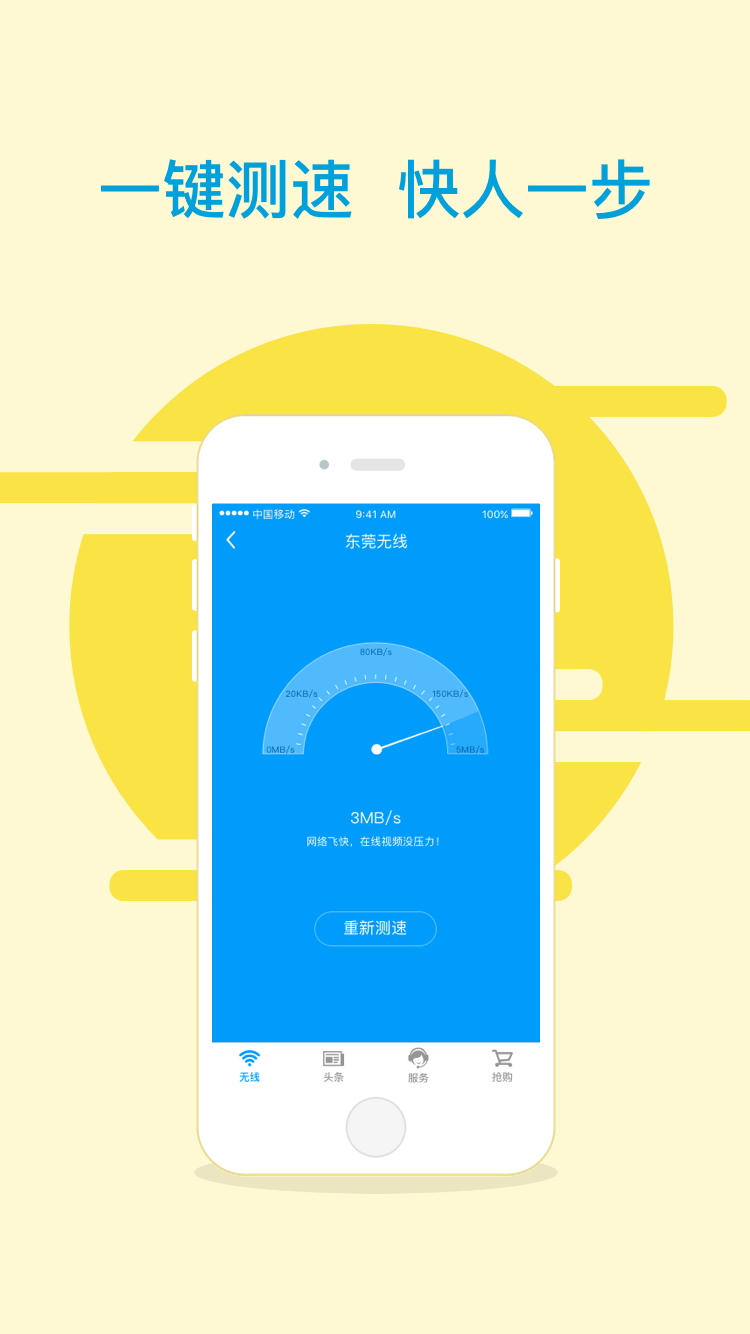 一键测速 快人一步
中国移动 9:41 AM 100%
东莞无线
80KB/s
20KB/s 150KB/s
0MB/s 5MB/s
3MB/s
网络飞快，在线视频没压力！
重新测速
无线 头条 服务 抢购